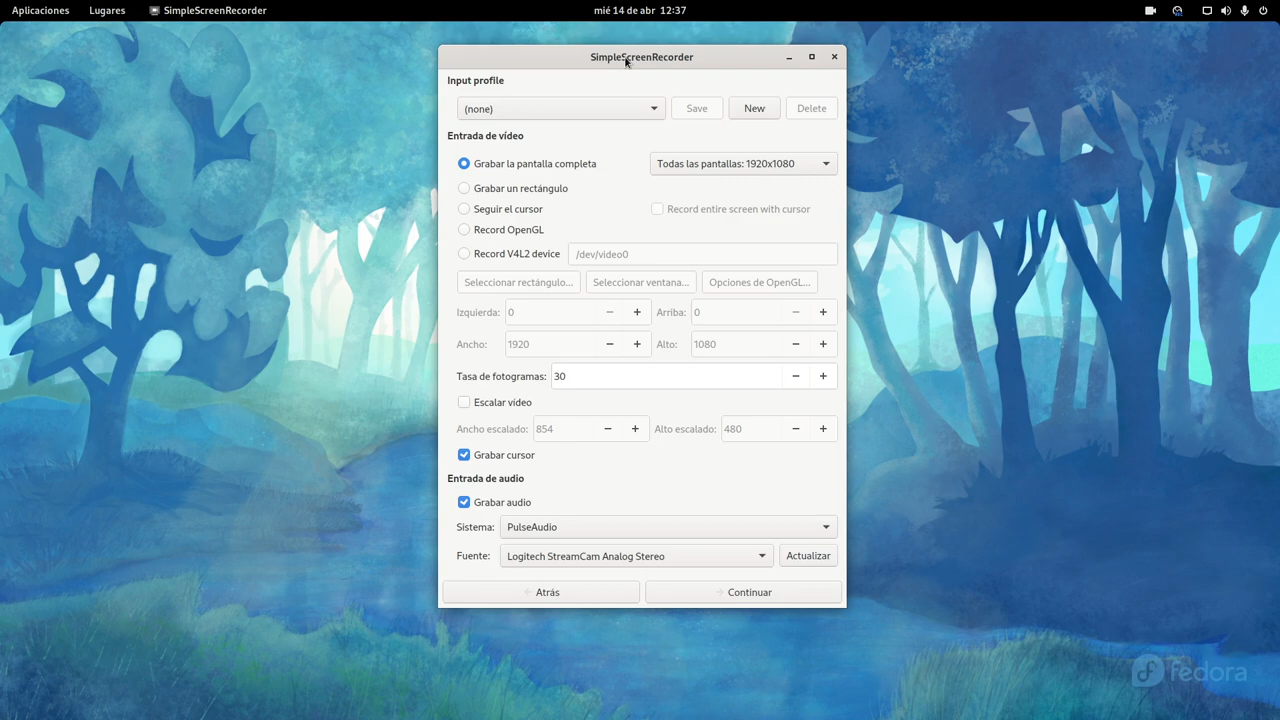 Aplicaciones Lugares SimpleScreenRecorder mié 14 de abr 12:37
SimpleScreenRecorder
Input profile
(none) Save New Delete
Entrada de vídeo
Grabar la pantalla completa Todas las pantallas: 1920x1080
Grabar un rectángulo
Seguir el cursor Record entire screen with cursor
Record OpenGL
Record V4L2 device /dev/video0
Seleccionar rectángulo... Seleccionar ventana... Opciones de OpenGL...
Izquierda: 0 Arriba: 0
Ancho: 1920 Alto: 1080
Tasa de fotogramas: 30
Escalar vídeo
Ancho escalado: 854 Alto escalado: 480
Grabar cursor
Entrada de audio
Grabar audio
Sistema: PulseAudio
Fuente: Logitech StreamCam Analog Stereo Actualizar
Atrás Continuar
fedora